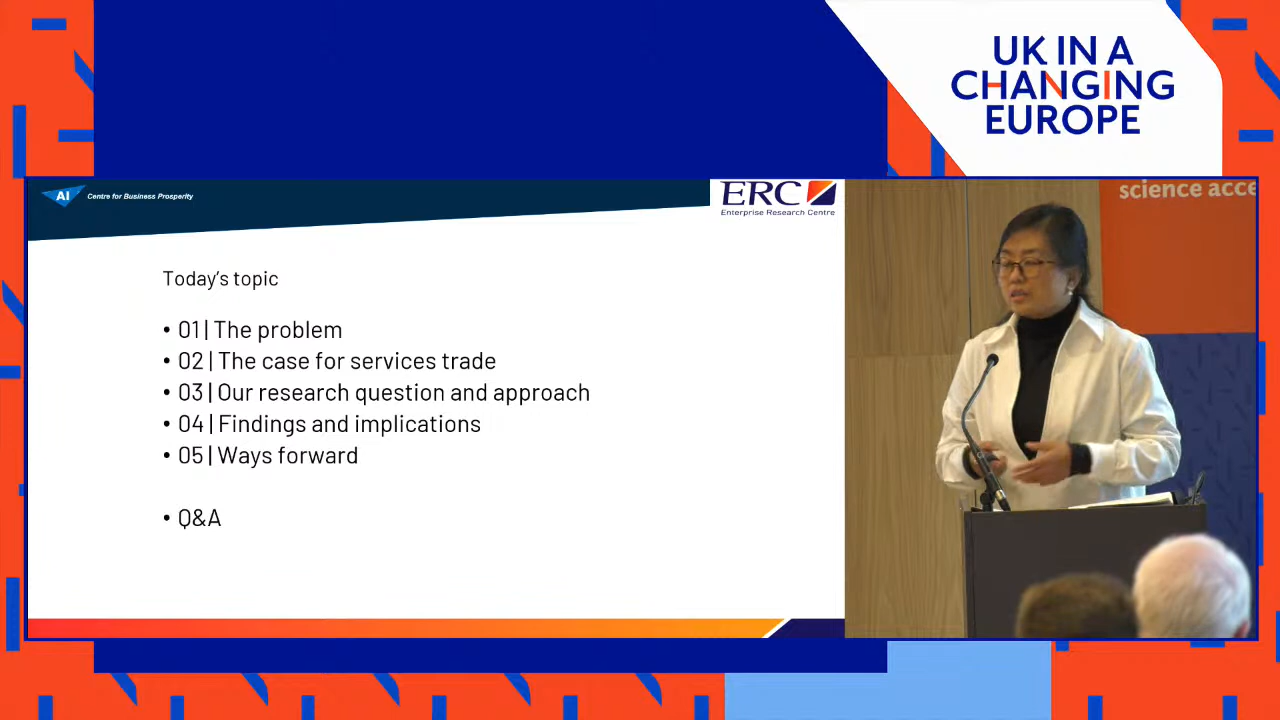 UK IN A
CHANGING
EUROPE
AI Centre for Business Prosperity
ERC
Enterprise Research Centre
science acce
Today's topic
• 01 | The problem
• 02 | The case for services trade
• 03 | Our research question and approach
• 04 | Findings and implications
• 05 | Ways forward
• Q&A